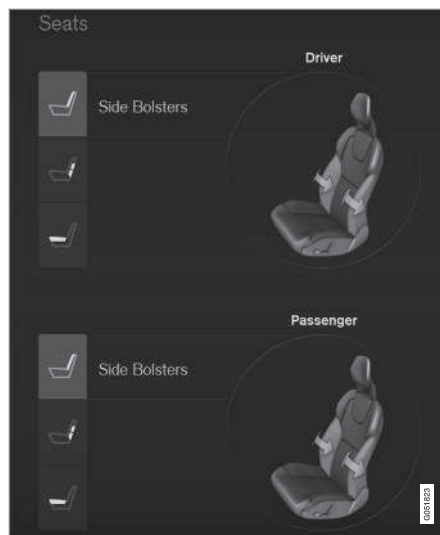 Seats
Driver
Side Bolsters
Passenger
Side Bolsters
G051823